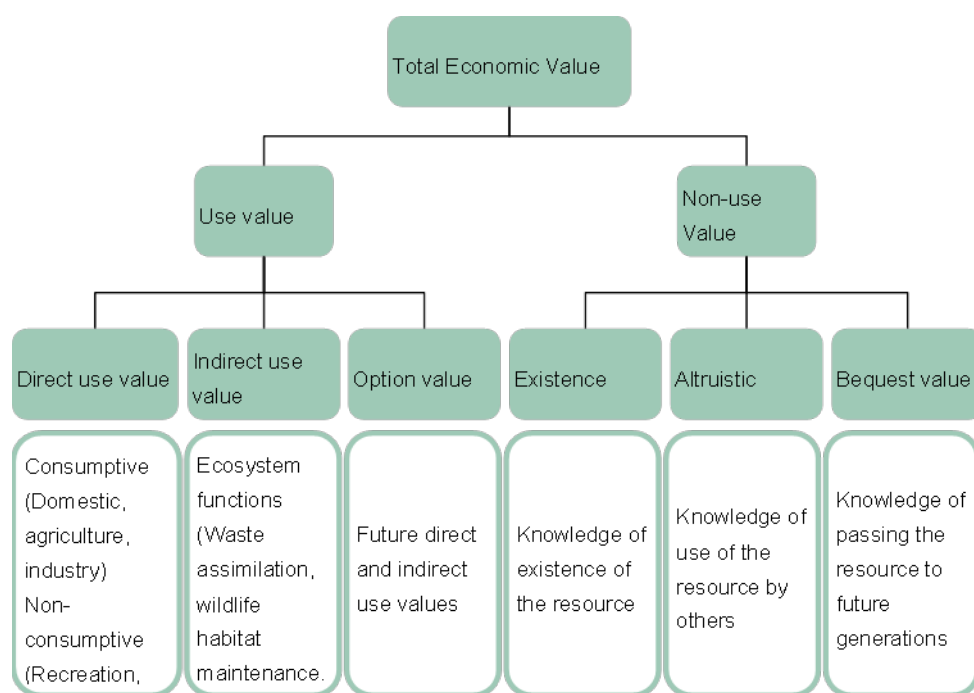 Total Economic Value
Use value
Non-use
Value
Direct use value
Indirect use
value
Option value
Existence
Altruistic
Bequest value
Consumptive
(Domestic,
agriculture,
industry)
Non-
consumptive
(Recreation,
Ecosystem
functions
(Waste
assimilation,
wildlife
habitat
maintenance.
Future direct
and indirect
use values
Knowledge of
existence of
the resource
Knowledge of
use of the
resource by
others
Knowledge of
passing the
resource to
future
generations